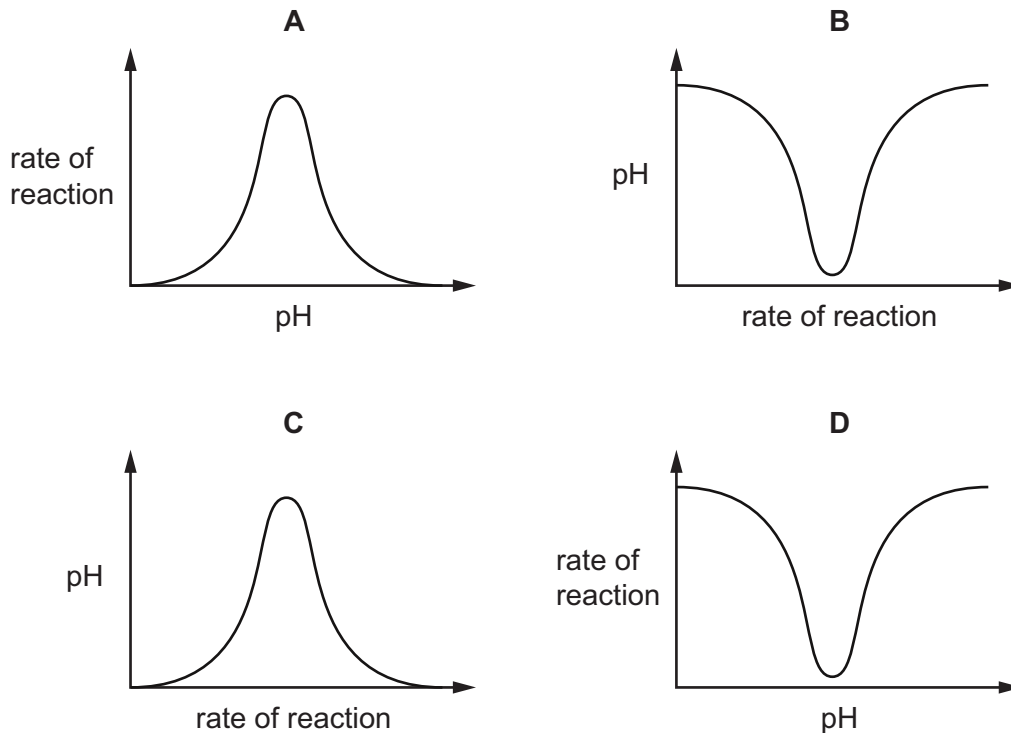 A
rate of
reaction
pH
B
pH
rate of reaction
C
pH
rate of reaction
D
rate of
reaction
pH